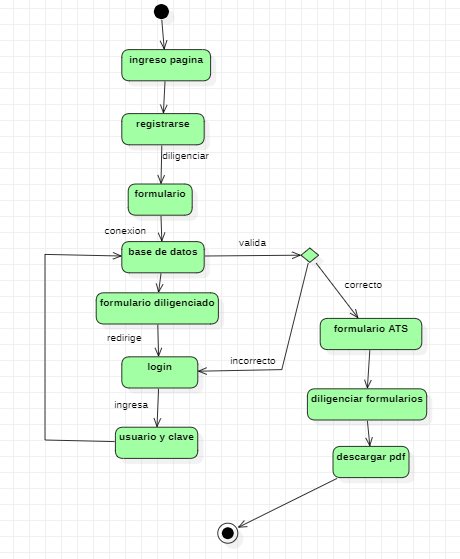 ingreso pagina
registrarse
diligenciar
formulario
conexion
base de datos
valida
formulario diligenciado
correcto
redirige
formulario ATS
incorrecto
login
ingresa
diligenciar formularios
usuario y clave
descargar pdf